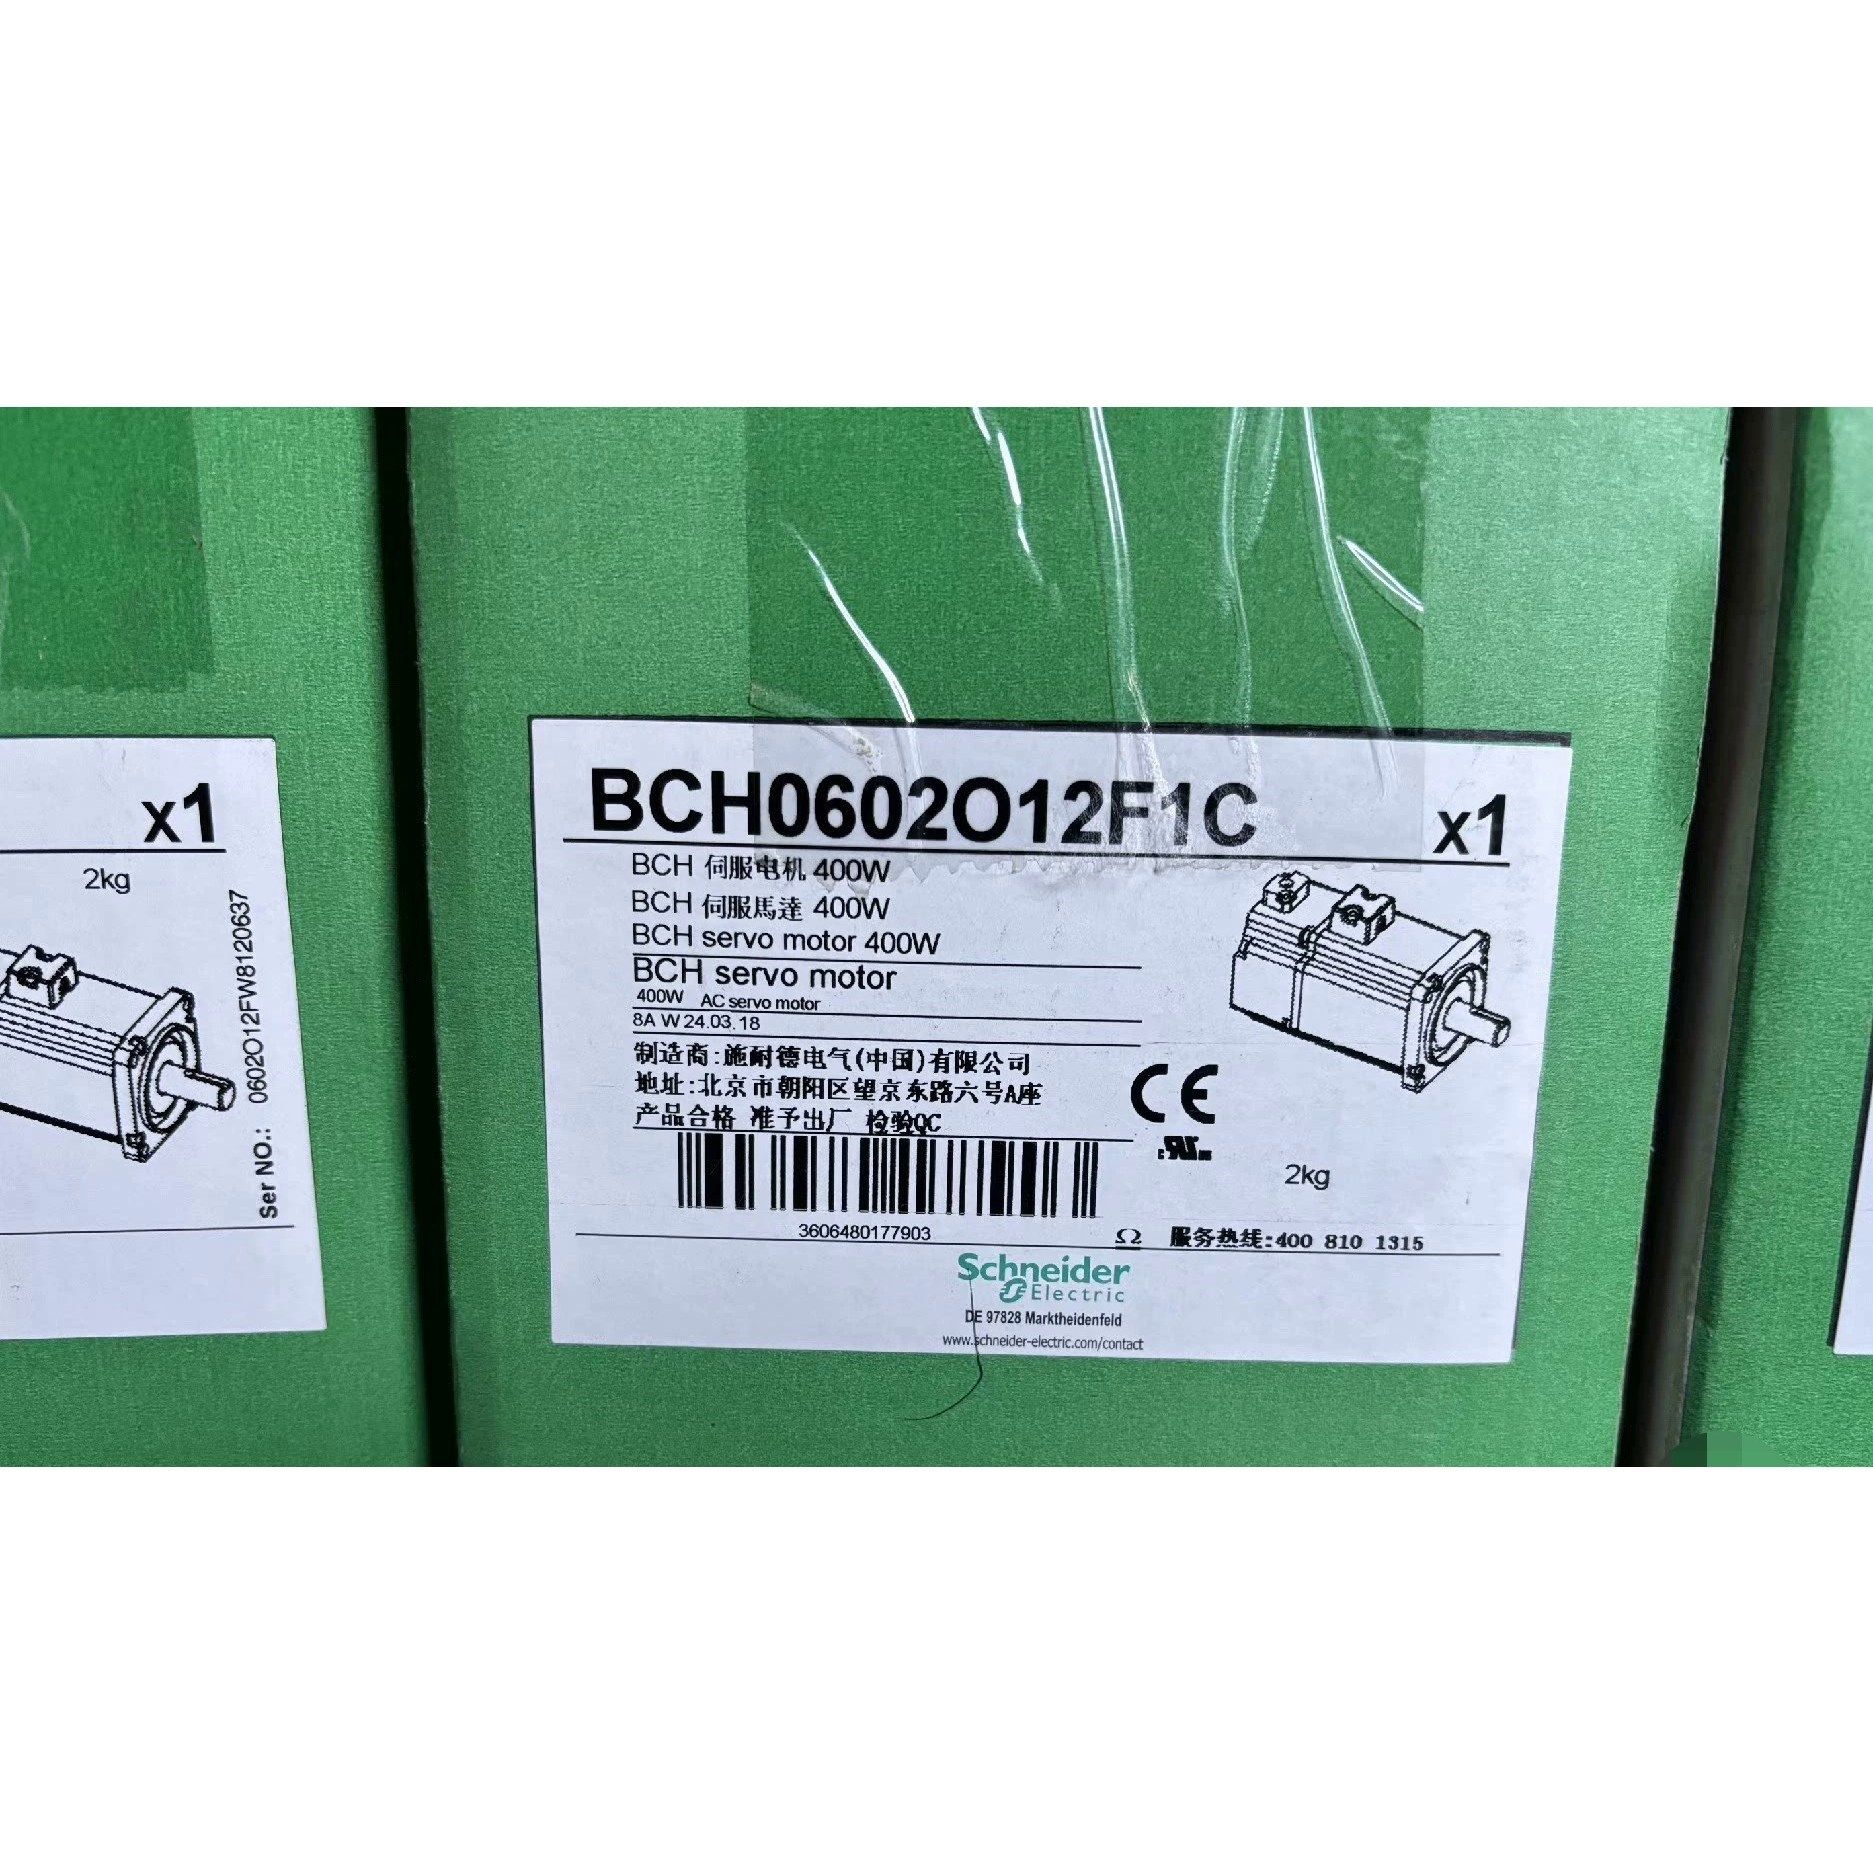 x1
2kg
Ser NO.: 0602O12FW8120637
BCH0602O12F1C x1
BCH 伺服电机 400W
BCH 伺服馬達 400W
BCH servo motor 400W
BCH servo motor
400W AC servo motor
8A W 24.03.18
制造商:施耐德电气(中国)有限公司
地址:北京市朝阳区望京东路六号A座
产品合格 准予出厂 检验QC
CE
2kg
3606480177903
Ω 服务热线:400 810 1315
Schneider
Electric
DE 97828 Marktheidenfeld
www.schneider-electric.com/contact